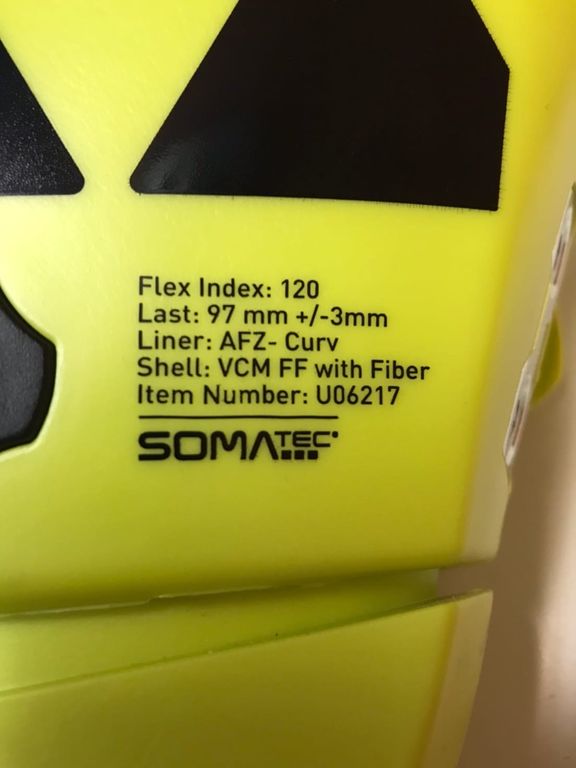 Flex Index: 120
Last: 97 mm +/-3mm
Liner: AFZ- Curv
Shell: VCM FF with Fiber
Item Number: U06217
SOMATEC